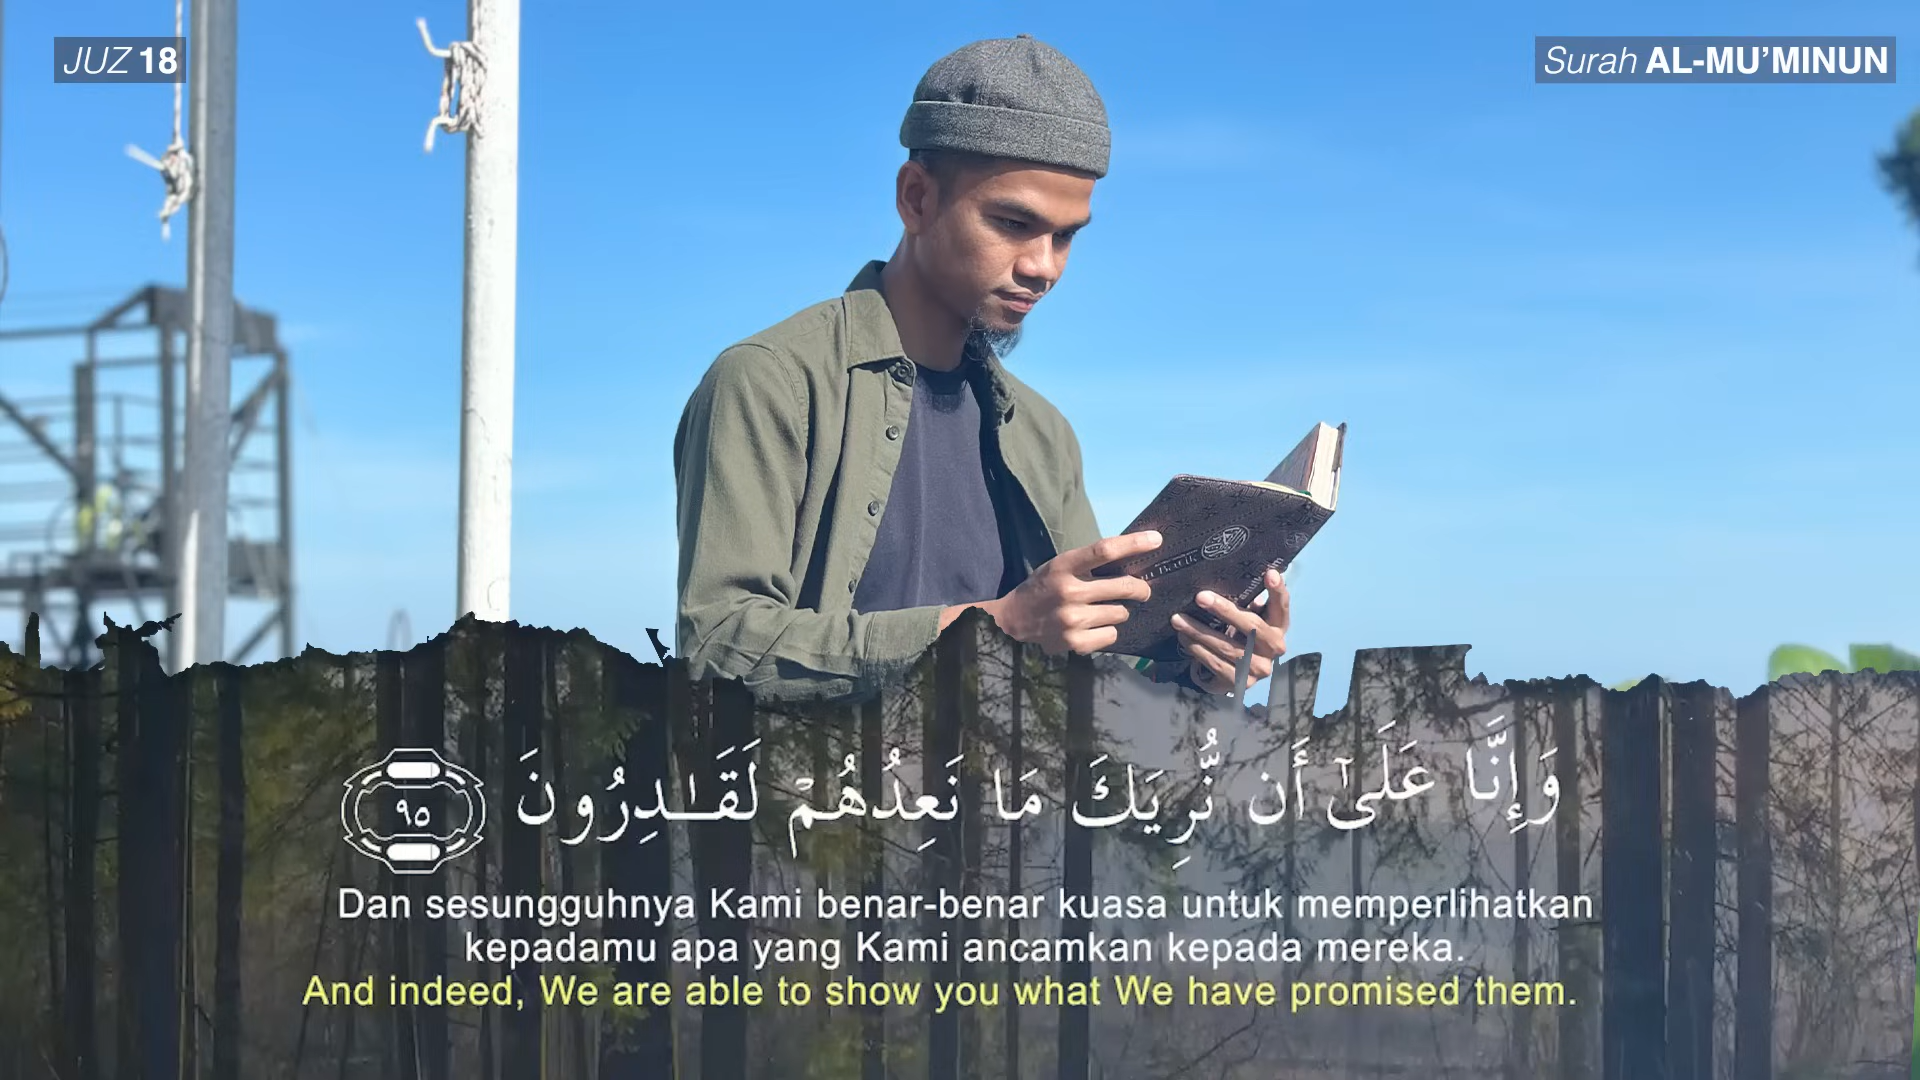 JUZ 18
Surah AL-MU’MINUN
وَإِنَّا عَلَىٰٓ أَن نُّرِيَكَ مَا نَعِدُهُمْ لَقَـٰدِرُونَ ٩٥
Dan sesungguhnya Kami benar-benar kuasa untuk memperlihatkan
kepadamu apa yang Kami ancamkan kepada mereka.
And indeed, We are able to show you what We have promised them.